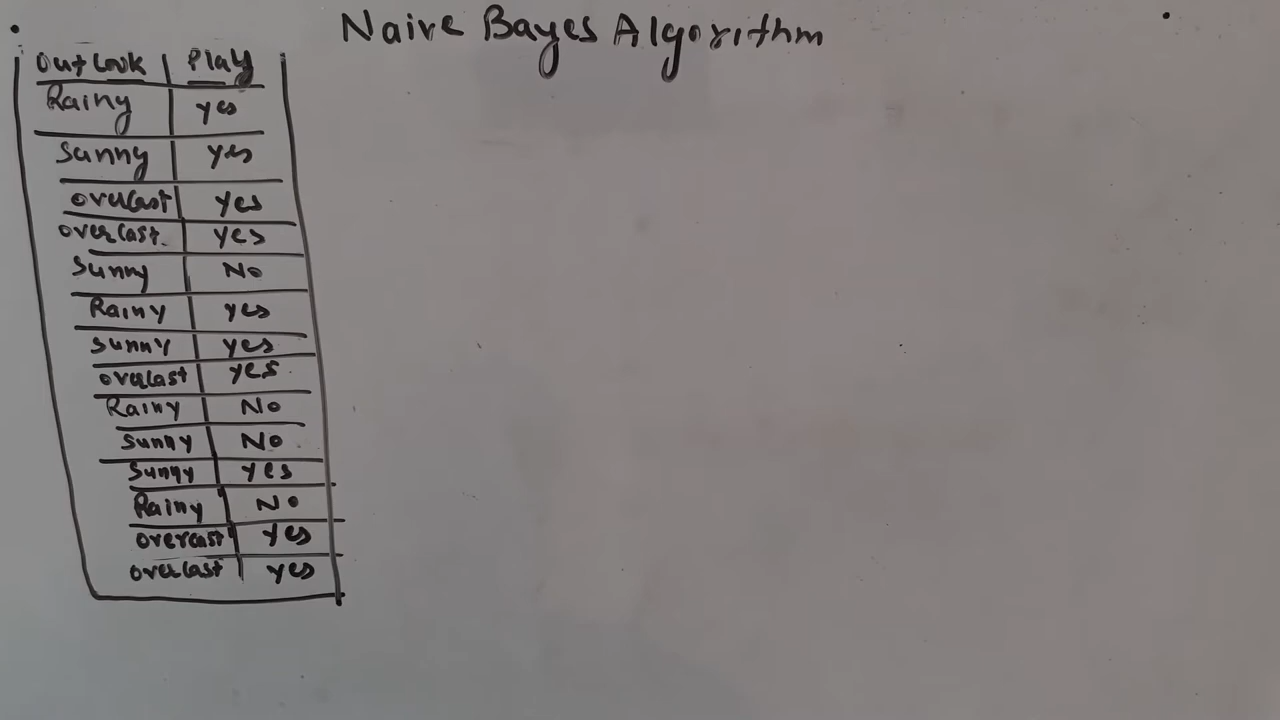 Naive Bayes Algorithm
Outlook Play
Rainy yes
Sunny yes
overcast yes
overcast yes
Sunny No
Rainy yes
Sunny yes
overcast yes
Rainy No
Sunny No
Sunny yes
Rainy No
overcast yes
overcast yes